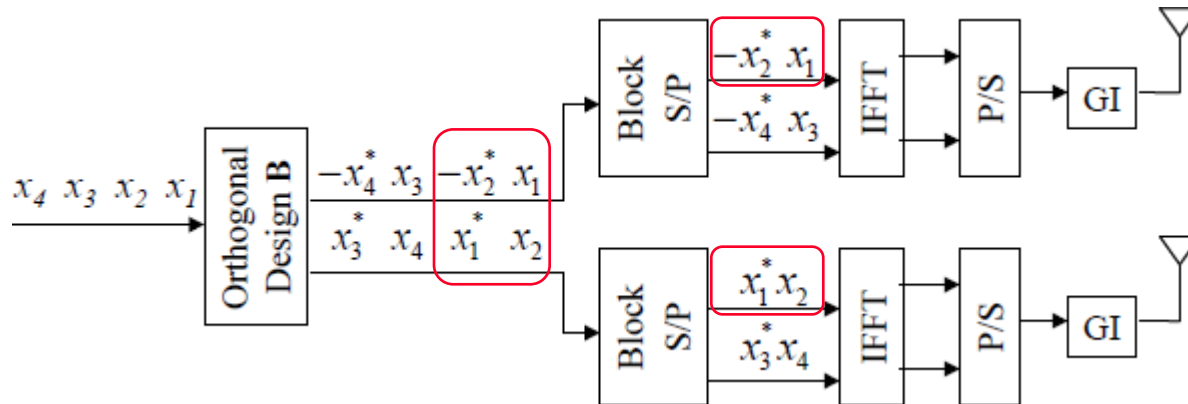 x₄ x₃ x₂ x₁
Orthogonal
Design B
−x₄* x₃ −x₂* x₁
x₃* x₄ x₁* x₂
Block
S/P
−x₂* x₁
−x₄* x₃
IFFT
P/S
GI
Block
S/P
x₁* x₂
x₃* x₄
IFFT
P/S
GI